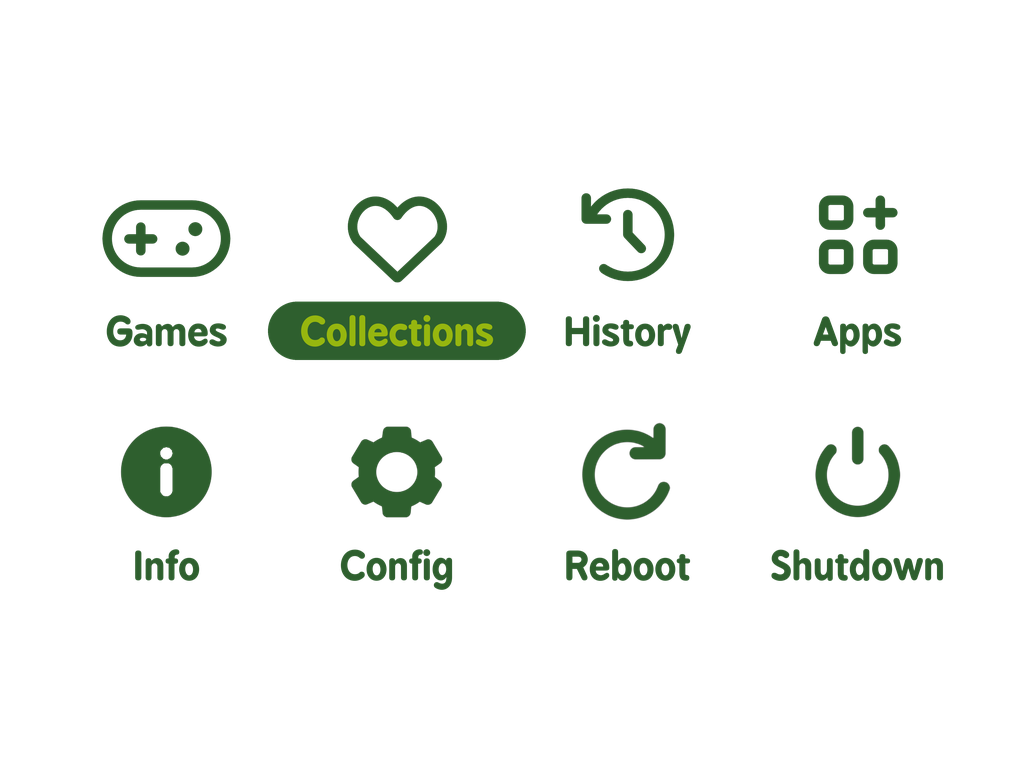 Games
Collections
History
Apps
Info
Config
Reboot
Shutdown